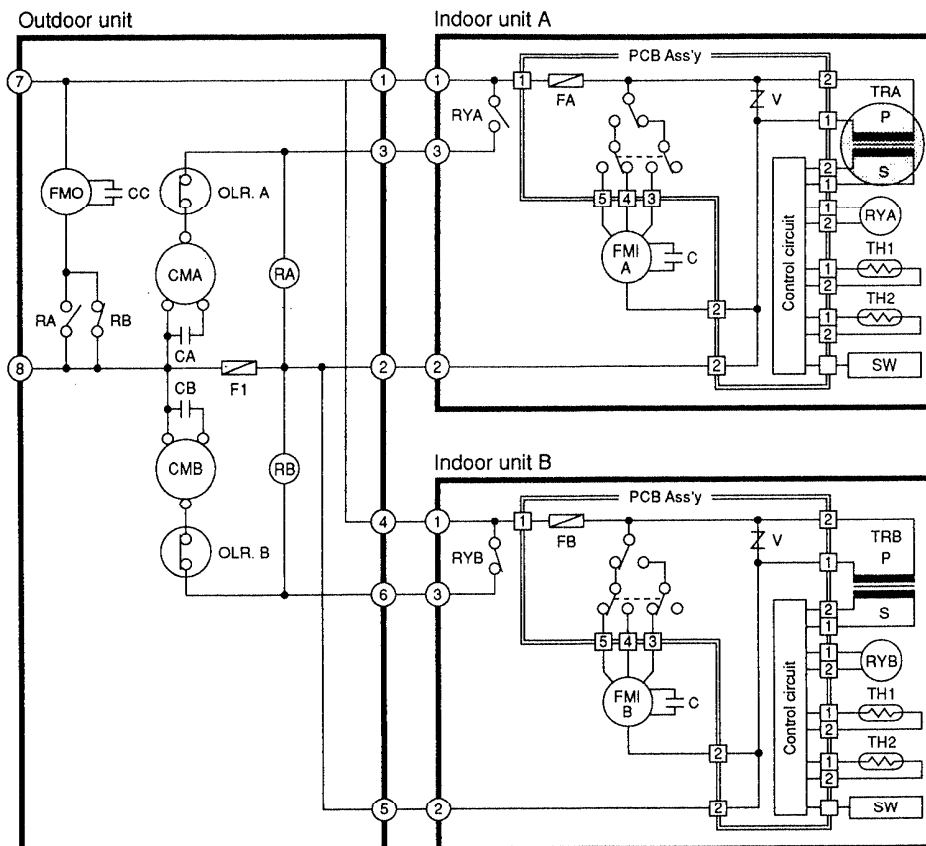 Outdoor unit
7
1
3
FMO
CC
OLR. A
CMA
RA
RA
RB
CA
8
F1
2
CB
CMB
RB
4
OLR. B
6
5
Indoor unit A
PCB Ass'y
1
1
FA
V
2
TRA
RYA
P
1
3
S
2
1
5
4
3
1
2
RYA
FMI
A
C
Control circuit
1
2
TH1
2
1
2
TH2
2
2
SW
Indoor unit B
PCB Ass'y
1
1
FB
V
2
TRB
RYB
P
1
3
S
2
1
5
4
3
1
2
RYB
FMI
B
C
Control circuit
1
2
TH1
2
1
2
TH2
2
2
SW